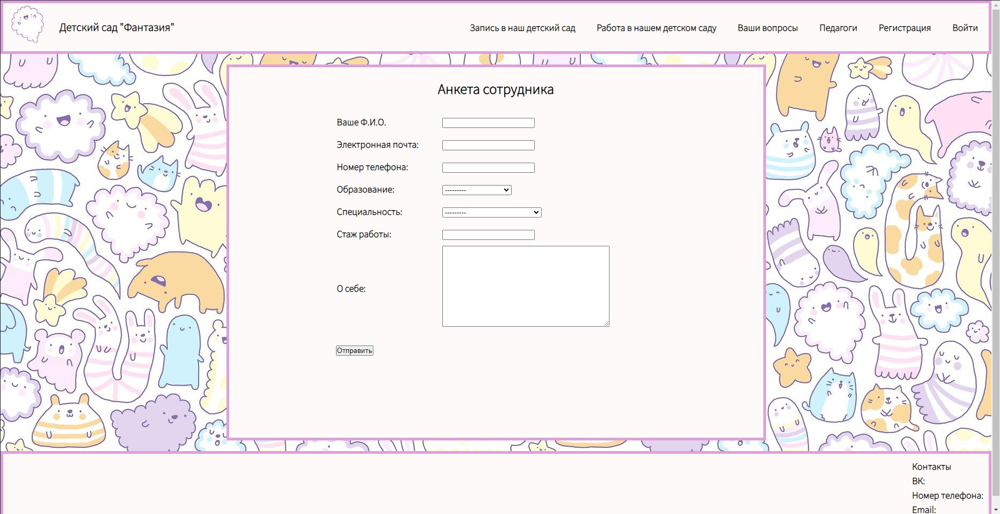 Детский сад "Фантазия"
Запись в наш детский сад
Работа в нашем детском саду
Ваши вопросы
Педагоги
Регистрация
Войти
Анкета сотрудника
Ваше Ф.И.О.
Электронная почта:
Номер телефона:
Образование: ---------
Специальность: ---------
Стаж работы:
О себе:
Отправить
Контакты
ВК:
Номер телефона:
Email: